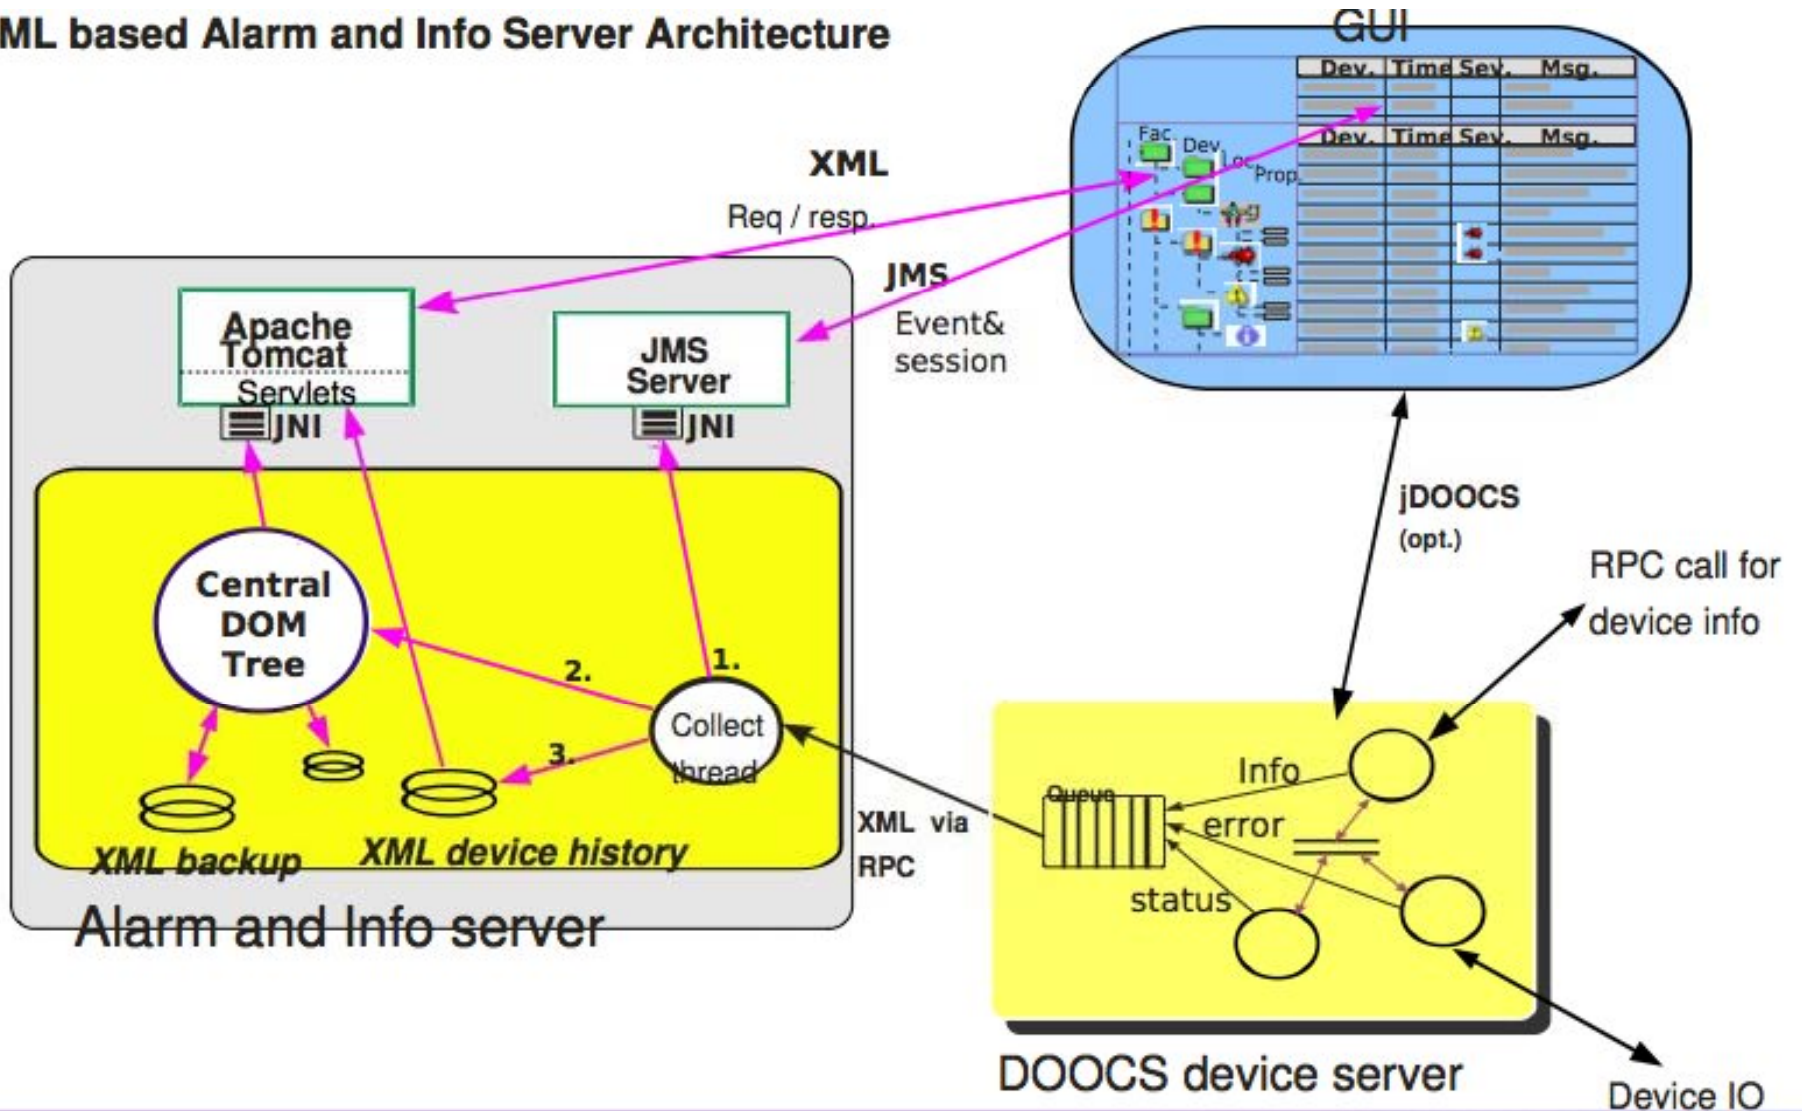 ML based Alarm and Info Server Architecture
GUI
Dev. Time Sev. Msg.
Dev. Time Sev. Msg.
Fac.
Dev.
Loc.
Prop.
XML
Req / resp.
JMS
Event&
session
Apache
Tomcat
Servlets
JNI
JMS
Server
JNI
jDOOCS
(opt.)
RPC call for
device info
Central
DOM
Tree
1.
2.
3.
Collect
thread
XML backup
XML device history
XML via
RPC
Alarm and Info server
Queue
Info
error
status
DOOCS device server
Device IO